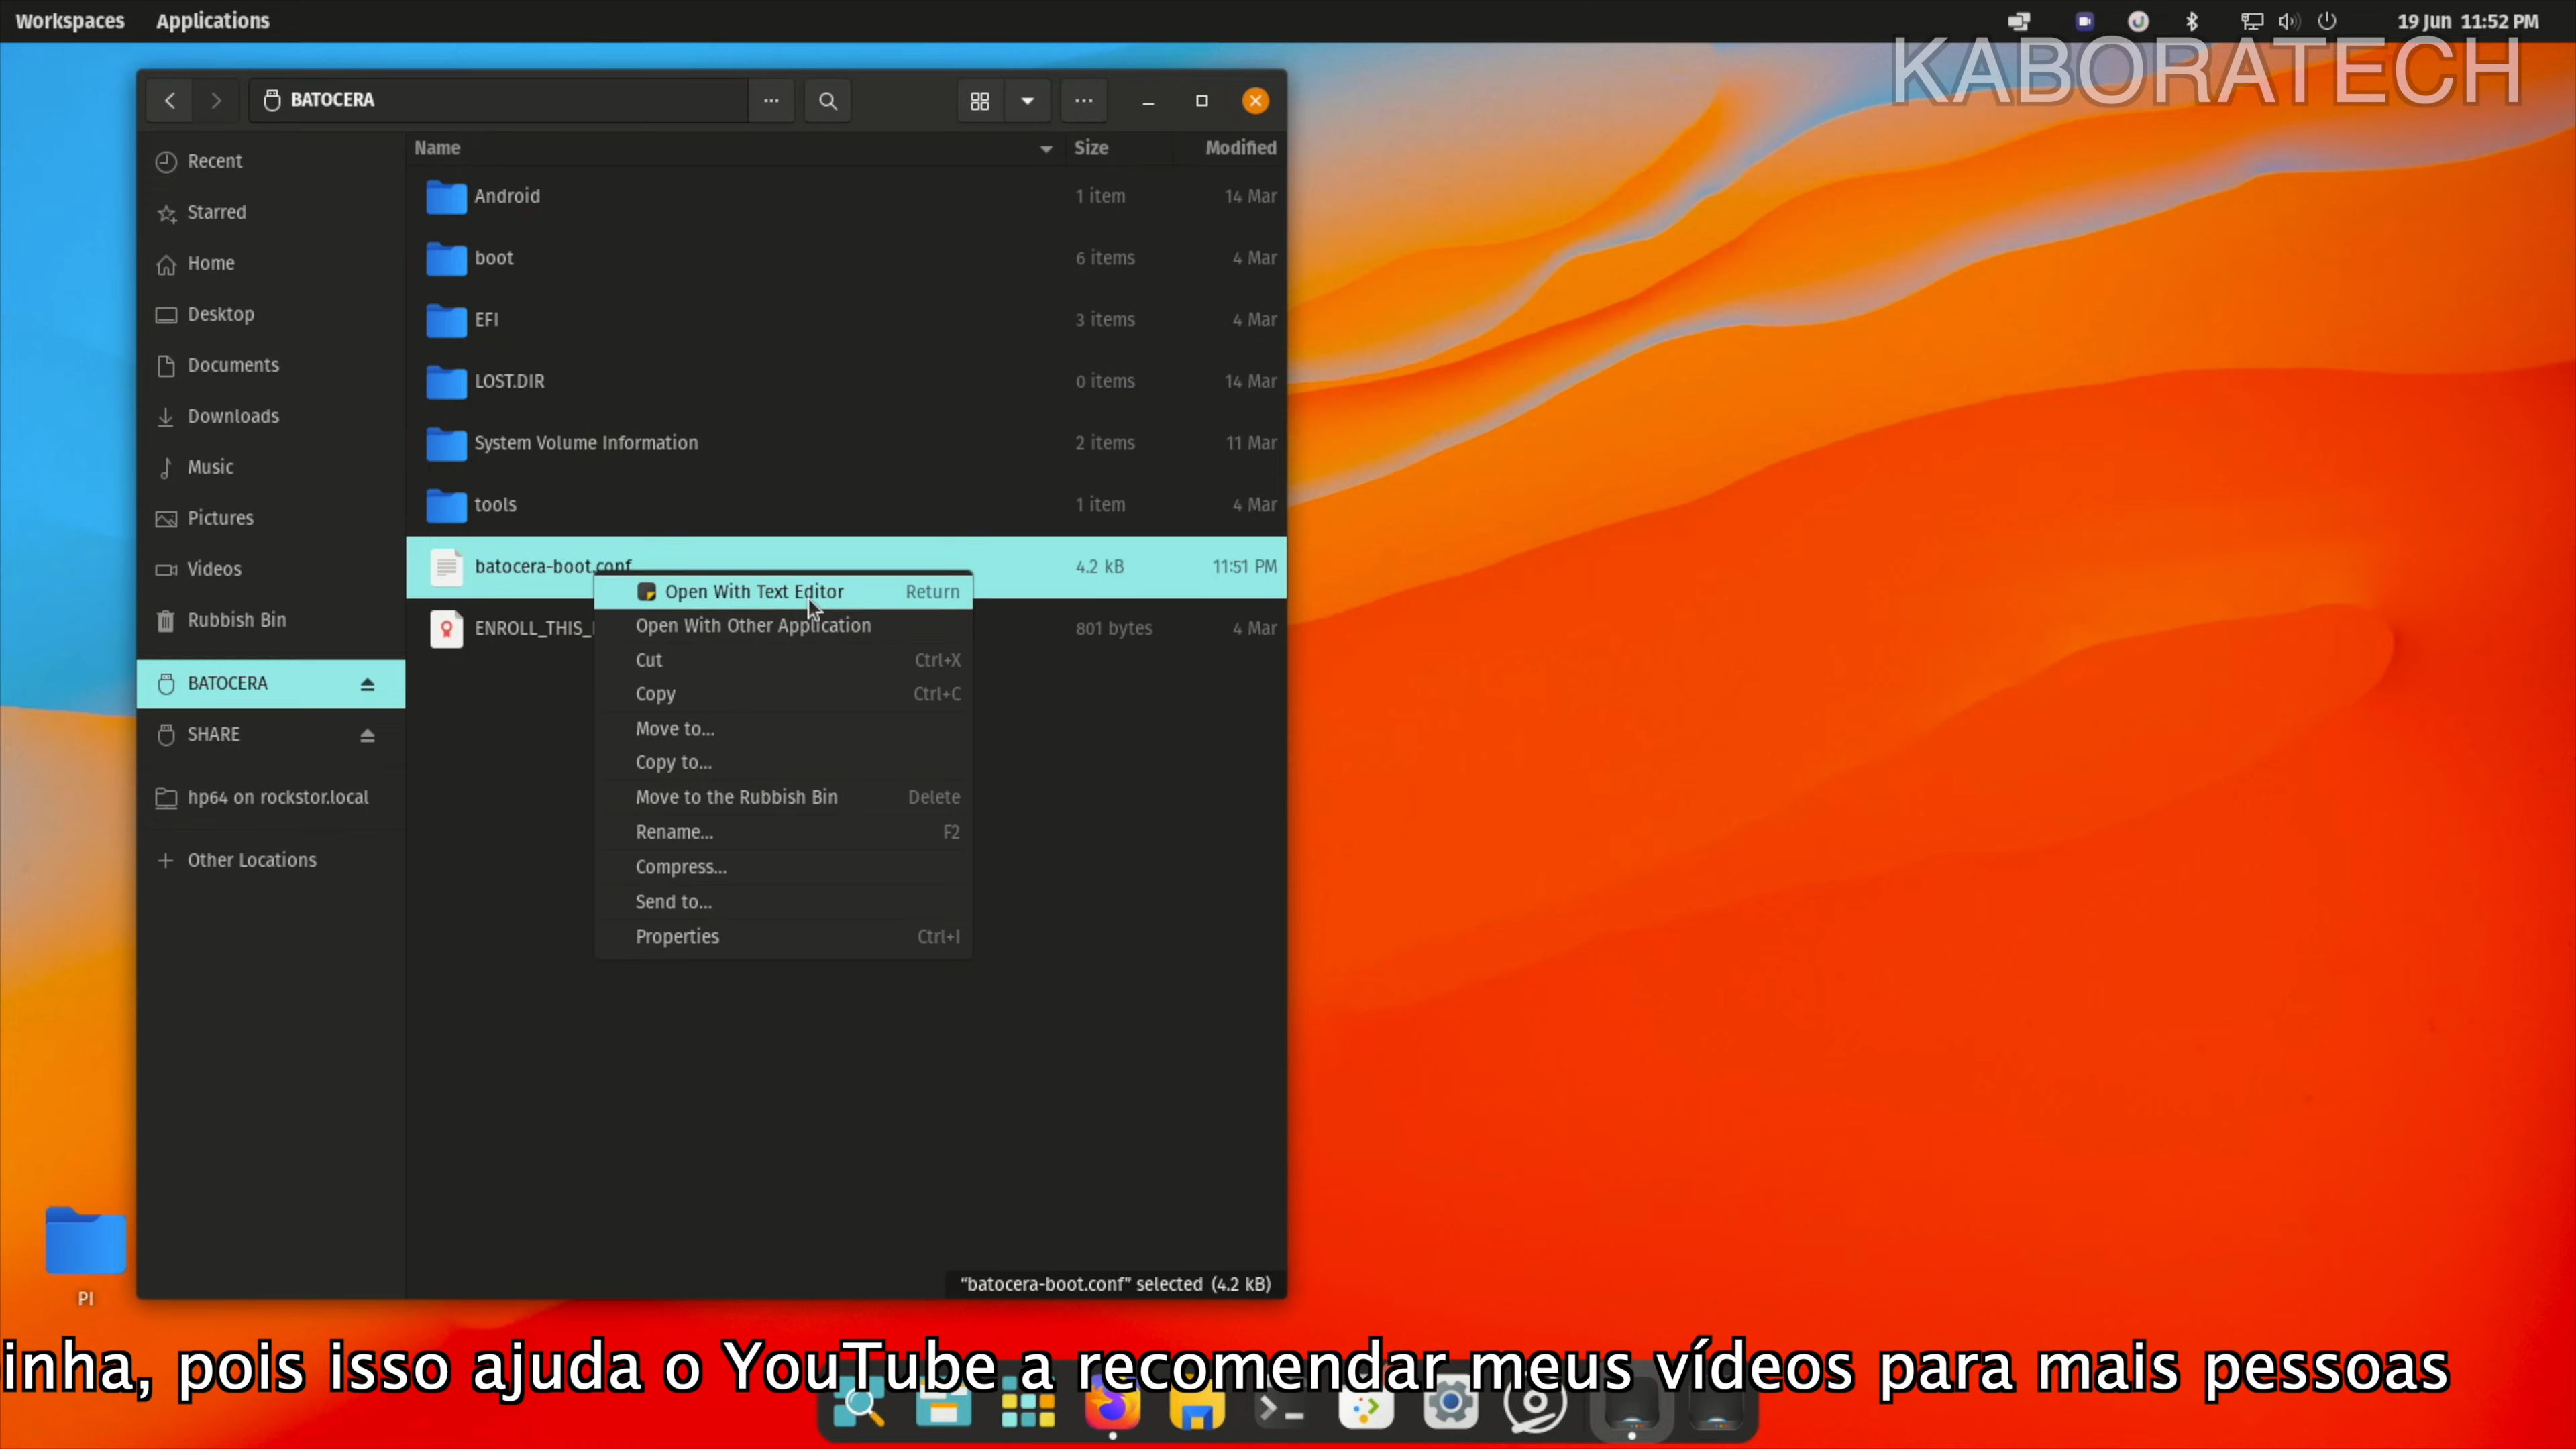 Workspaces Applications 19 Jun 11:52 PM
KABORATECH
BATOCERA
Name Size Modified
Recent
Starred
Home
Desktop
Documents
Downloads
Music
Pictures
Videos
Rubbish Bin
BATOCERA
SHARE
hp64 on rockstor.local
Other Locations
Android 1 item 14 Mar
boot 6 items 4 Mar
EFI 3 items 4 Mar
LOST.DIR 0 items 14 Mar
System Volume Information 2 items 11 Mar
tools 1 item 4 Mar
batocera-boot.conf 4.2 kB 11:51 PM
ENROLL_THIS_ 801 bytes 4 Mar
Open With Text Editor Return
Open With Other Application
Cut Ctrl+X
Copy Ctrl+C
Move to...
Copy to...
Move to the Rubbish Bin Delete
Rename... F2
Compress...
Send to...
Properties Ctrl+I
"batocera-boot.conf" selected (4.2 kB)
PI
inha, pois isso ajuda o YouTube a recomendar meus vídeos para mais pessoas